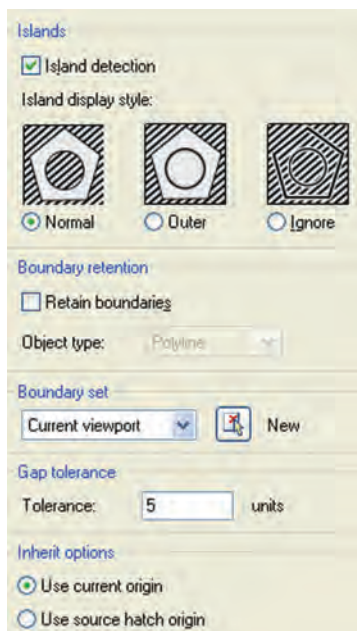 Islands
Island detection
Island display style:
Normal Outer Ignore
Boundary retention
Retain boundaries
Object type: Polyline
Boundary set
Current viewport New
Gap tolerance
Tolerance: 5 units
Inherit options
Use current origin
Use source hatch origin